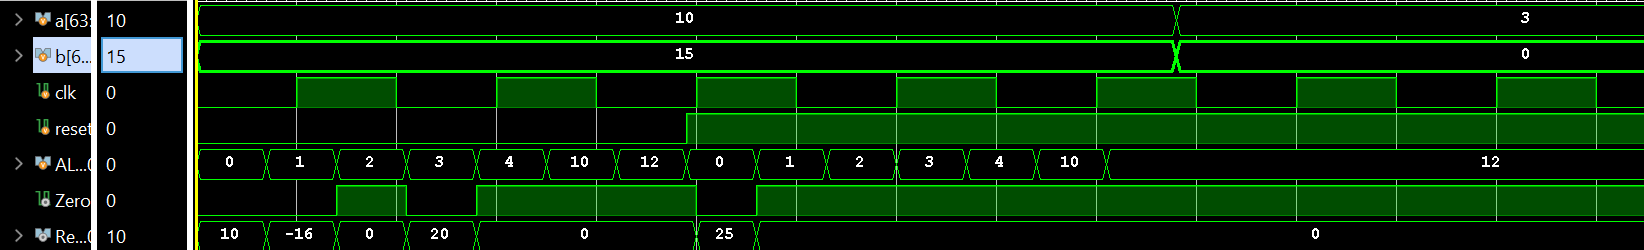 a[63: 10 10 3
b[6... 15 15 0
clk 0
reset 0
AL...0 0 0 1 2 3 4 10 12 0 1 2 3 4 10 12
Zero 0
Re...0 10 10 -16 0 20 0 25 0